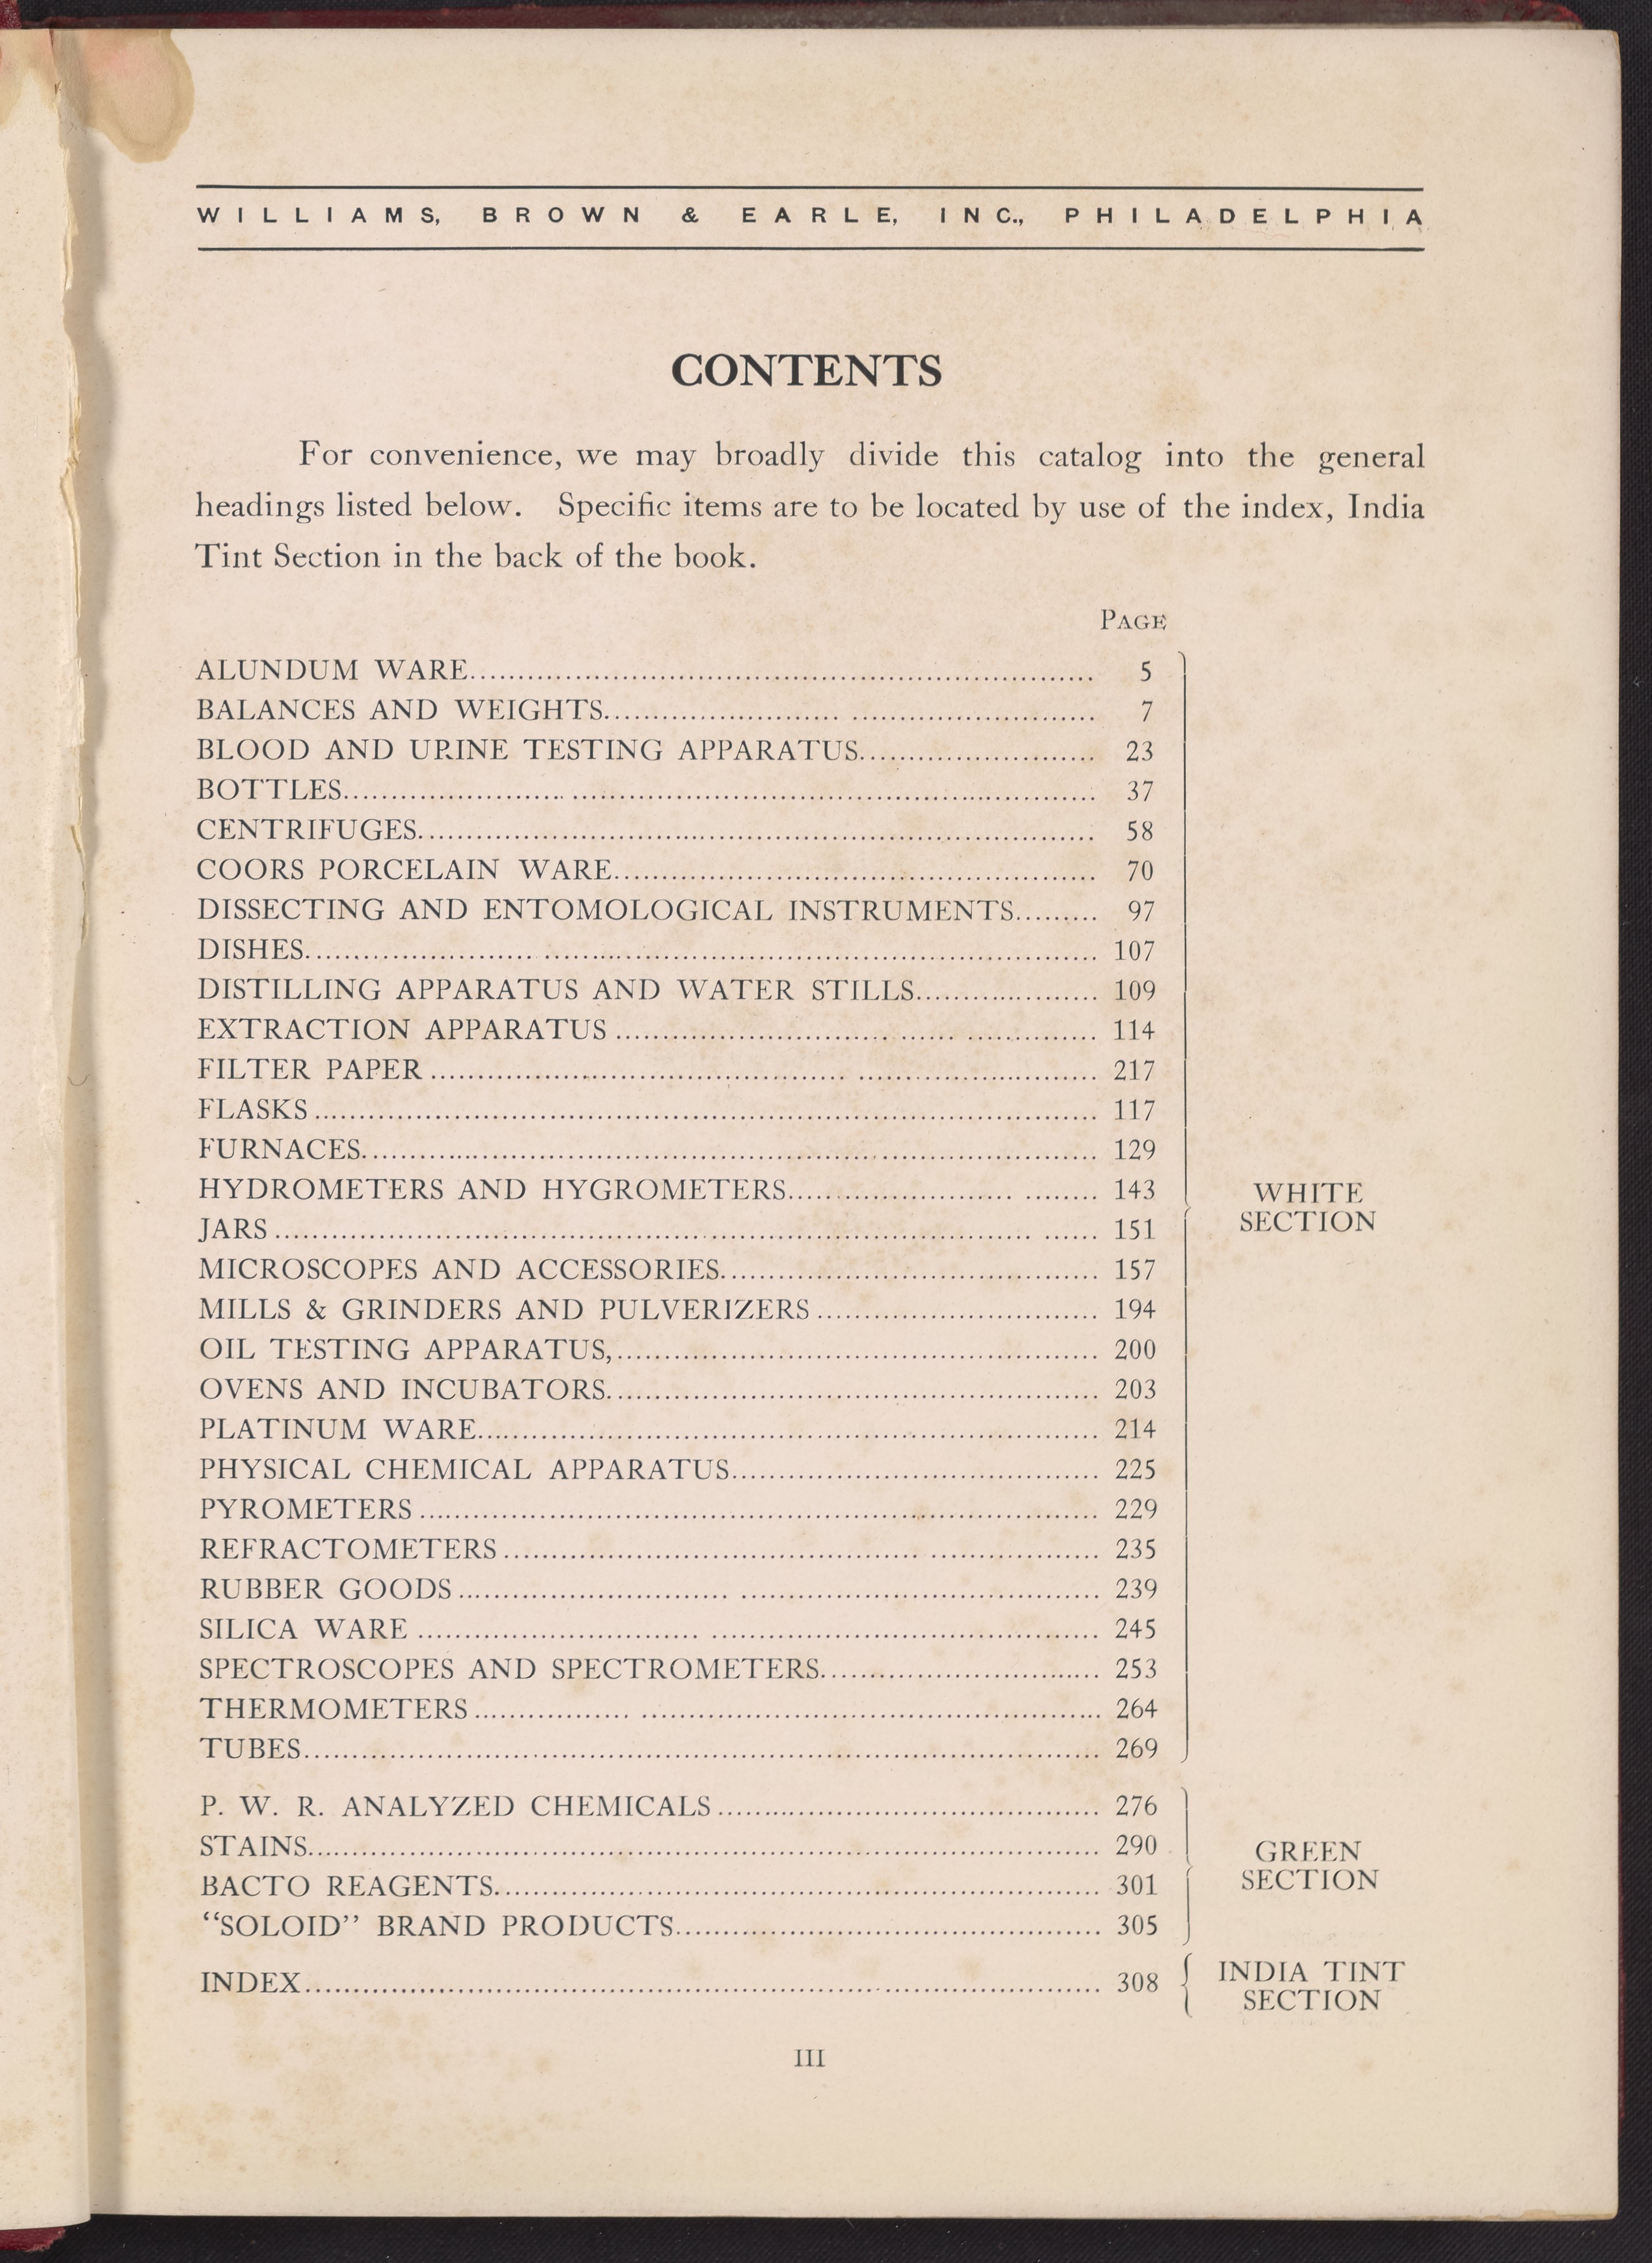 WILLIAMS, BROWN & EARLE, INC., PHILADELPHIA
CONTENTS
For convenience, we may broadly divide this catalog into the general
headings listed below. Specific items are to be located by use of the index, India
Tint Section in the back of the book.
PAGE
ALUNDUM WARE 5
BALANCES AND WEIGHTS 7
BLOOD AND URINE TESTING APPARATUS 23
BOTTLES 37
CENTRIFUGES 58
COORS PORCELAIN WARE 70
DISSECTING AND ENTOMOLOGICAL INSTRUMENTS 97
DISHES 107
DISTILLING APPARATUS AND WATER STILLS 109
EXTRACTION APPARATUS 114
FILTER PAPER 217
FLASKS 117
FURNACES 129
HYDROMETERS AND HYGROMETERS 143
JARS 151
MICROSCOPES AND ACCESSORIES 157
MILLS & GRINDERS AND PULVERIZERS 194
OIL TESTING APPARATUS, 200
OVENS AND INCUBATORS 203
PLATINUM WARE 214
PHYSICAL CHEMICAL APPARATUS 225
PYROMETERS 229
REFRACTOMETERS 235
RUBBER GOODS 239
SILICA WARE 245
SPECTROSCOPES AND SPECTROMETERS 253
THERMOMETERS 264
TUBES 269
WHITE
SECTION
P. W. R. ANALYZED CHEMICALS 276
STAINS 290
BACTO REAGENTS 301
"SOLOID" BRAND PRODUCTS 305
GREEN
SECTION
INDEX 308
INDIA TINT
SECTION
III